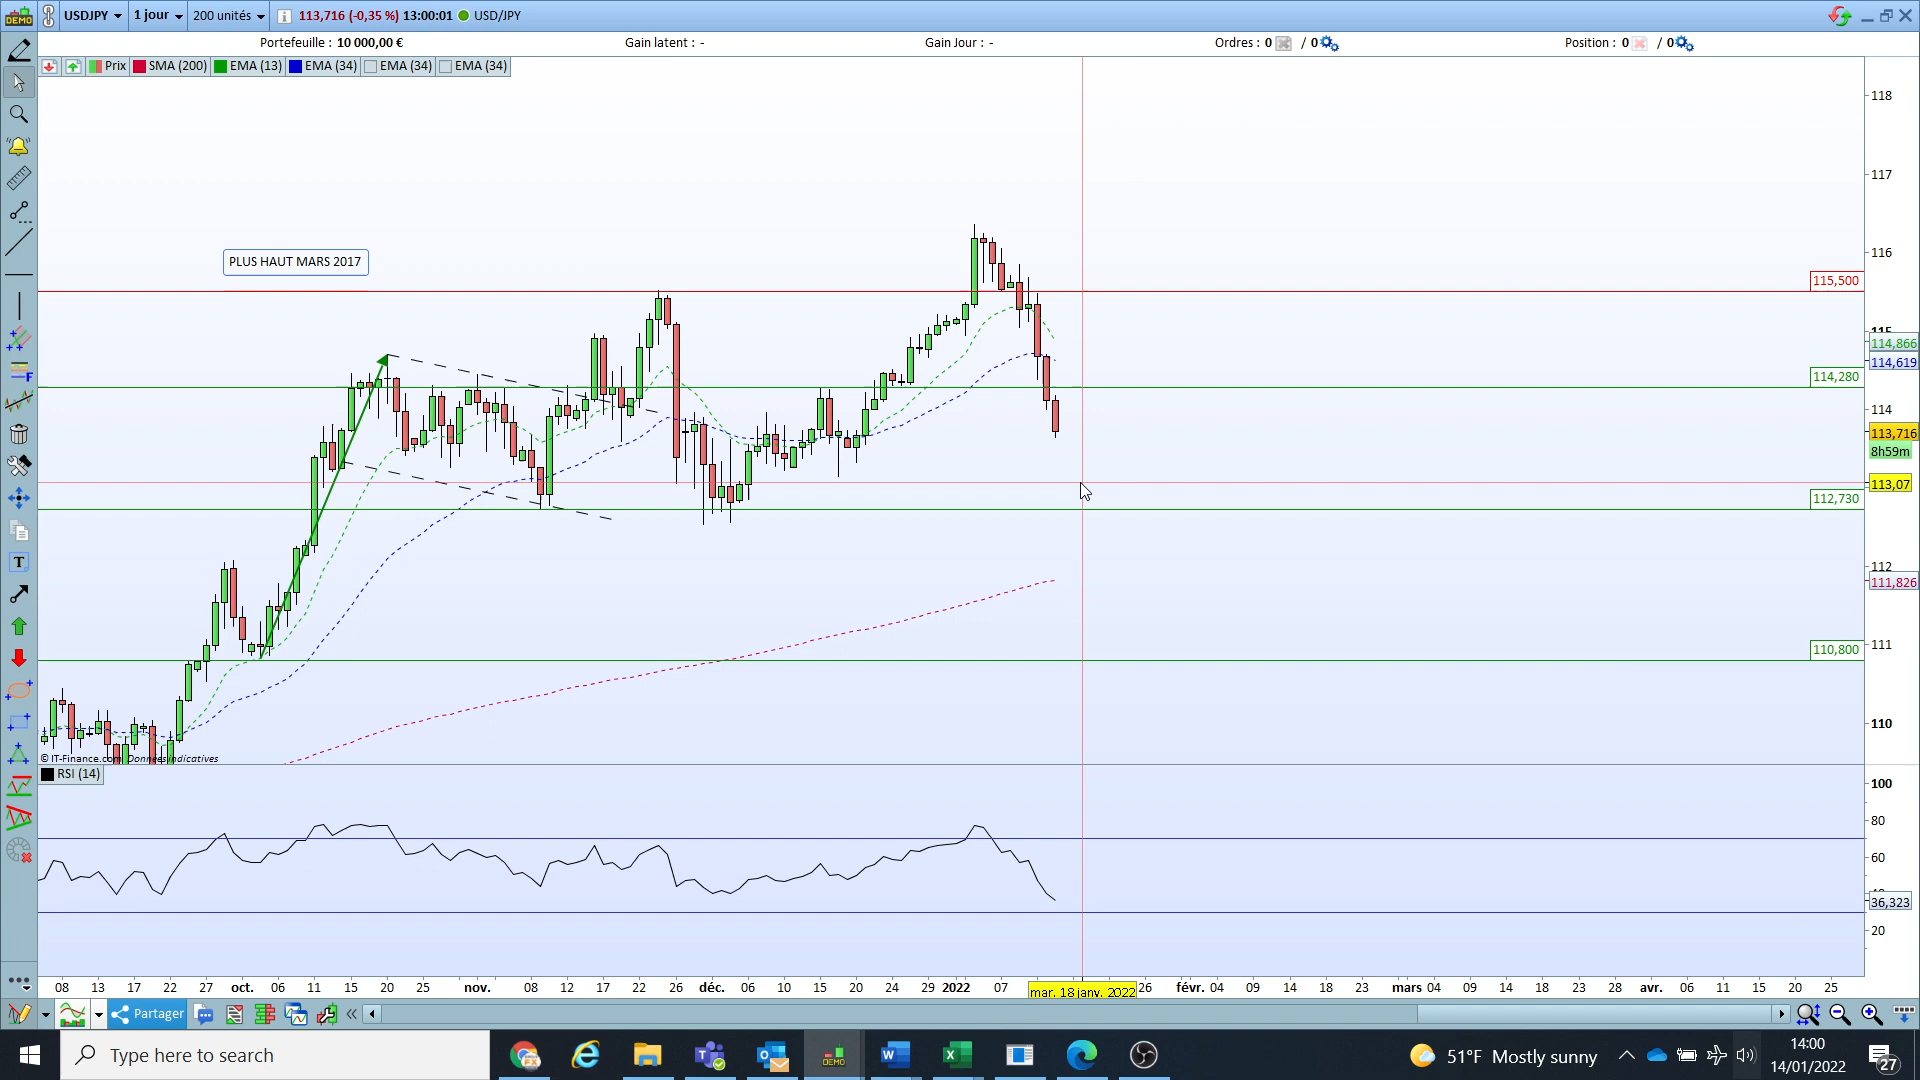 DEMO USDJPY 1 jour 200 unités 113,716 (-0,35 %) 13:00:01 USD/JPY
Portefeuille : 10 000,00 € Gain latent : - Gain Jour : - Ordres : 0 / 0 Position : 0 / 0
Prix SMA (200) EMA (13) EMA (34) EMA (34) EMA (34)
118
117
PLUS HAUT MARS 2017
116
115,500
115
114,866
114,619
114,280
114
113,716
8h59m
113,07
112,730
112
111,826
111
110,800
110
© IT-Finance.com Données indicatives
RSI (14)
100
80
60
36,323
20
08 13 17 22 27 oct. 06 11 15 20 25 nov. 08 12 17 22 26 déc. 06 10 15 20 24 29 2022 07 mar. 18 janv. 2022 26 févr. 04 09 14 18 23 mars 04 09 14 18 23 28 avr. 06 11 15 20 25
Partager
Type here to search
FX
DEMO
51°F Mostly sunny
14:00
14/01/2022
27